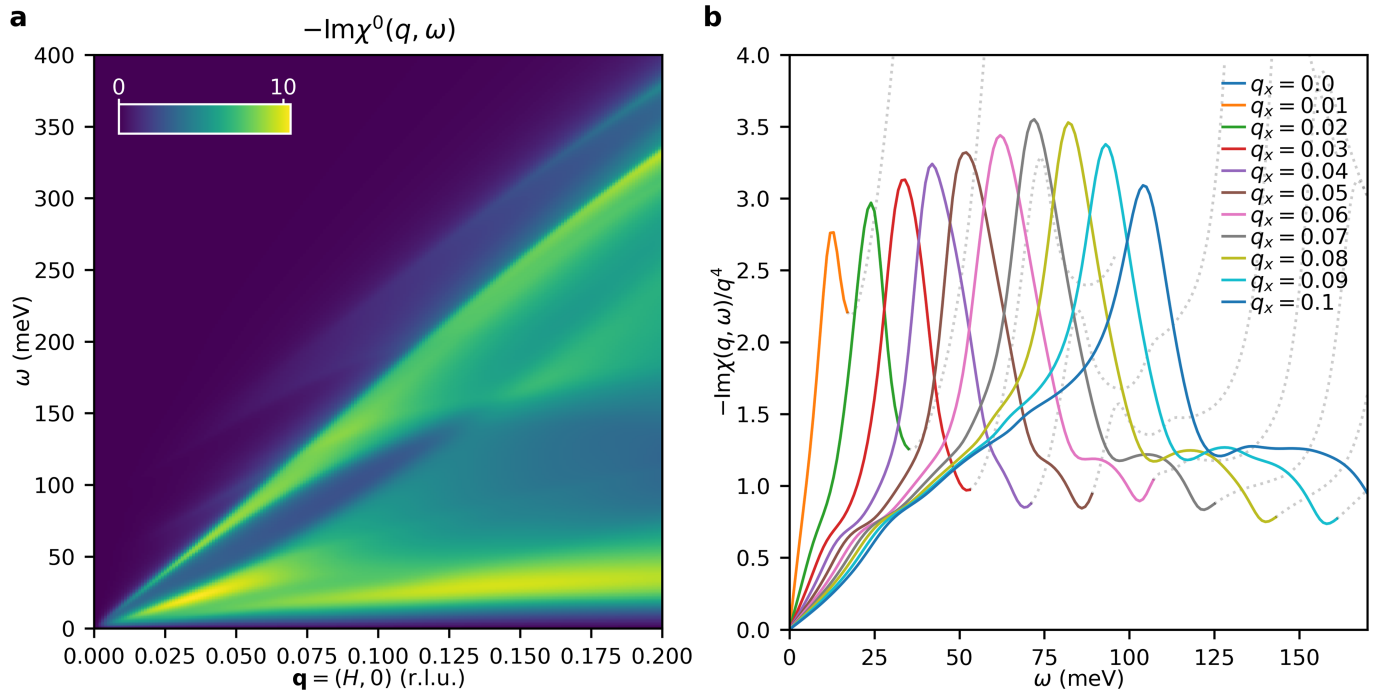 a
−Imχ⁰(q, ω)
400
350
300
250
200
150
100
50
0
ω (meV)
0 10
0.000 0.025 0.050 0.075 0.100 0.125 0.150 0.175 0.200
q = (H, 0) (r.l.u.)
b
4.0
3.5
3.0
2.5
2.0
1.5
1.0
0.5
0.0
−Imχ(q, ω)/q⁴
qₓ = 0.0
qₓ = 0.01
qₓ = 0.02
qₓ = 0.03
qₓ = 0.04
qₓ = 0.05
qₓ = 0.06
qₓ = 0.07
qₓ = 0.08
qₓ = 0.09
qₓ = 0.1
0 25 50 75 100 125 150
ω (meV)